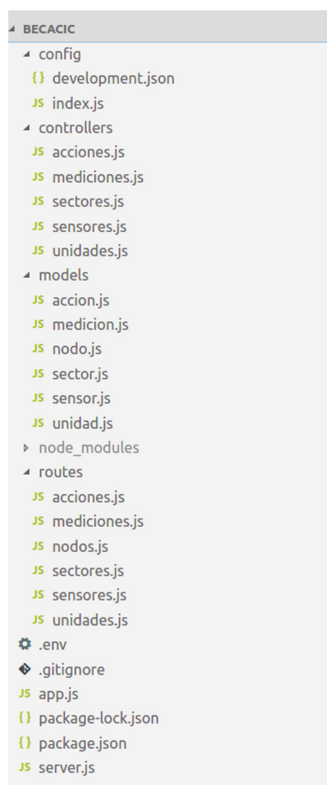 BECACIC
config
{} development.json
JS index.js
controllers
JS acciones.js
JS mediciones.js
JS sectores.js
JS sensores.js
JS unidades.js
models
JS accion.js
JS medicion.js
JS nodo.js
JS sector.js
JS sensor.js
JS unidad.js
node_modules
routes
JS acciones.js
JS mediciones.js
JS nodos.js
JS sectores.js
JS sensores.js
JS unidades.js
.env
.gitignore
JS app.js
{} package-lock.json
{} package.json
JS server.js